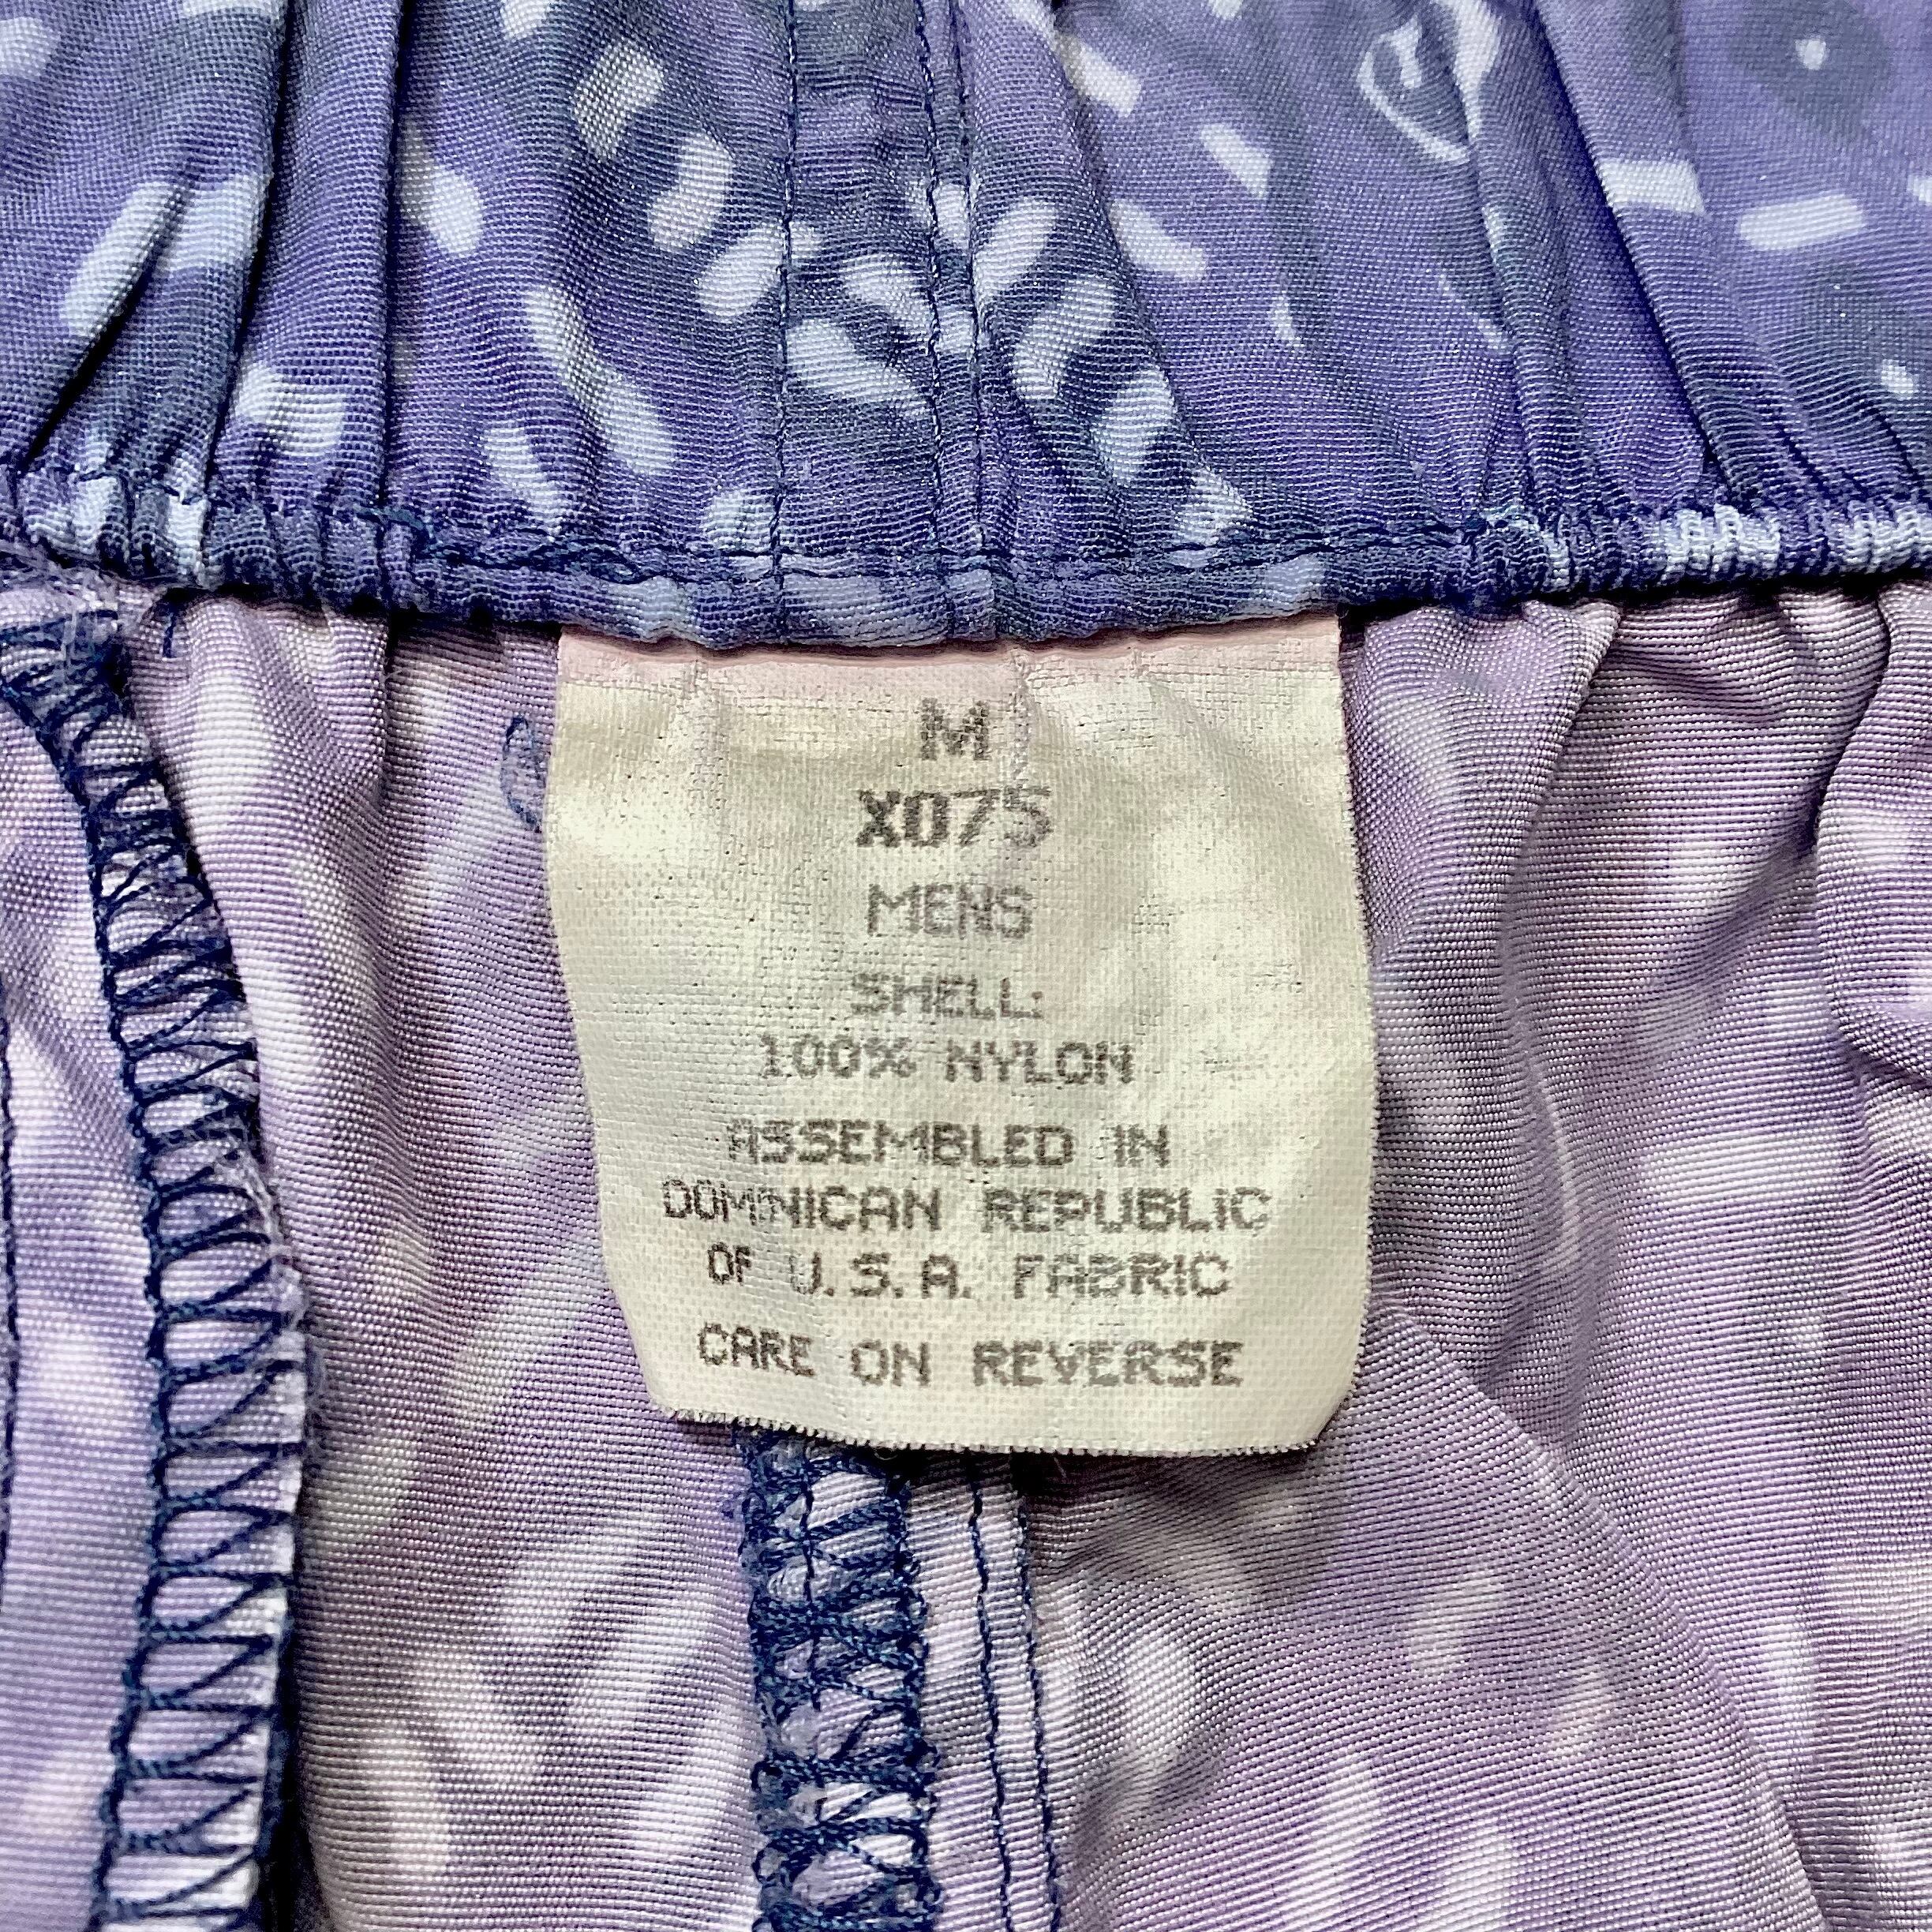 M
X075
MENS
SHELL:
100% NYLON
ASSEMBLED IN
DOMINICAN REPUBLIC
OF U.S.A. FABRIC
CARE ON REVERSE